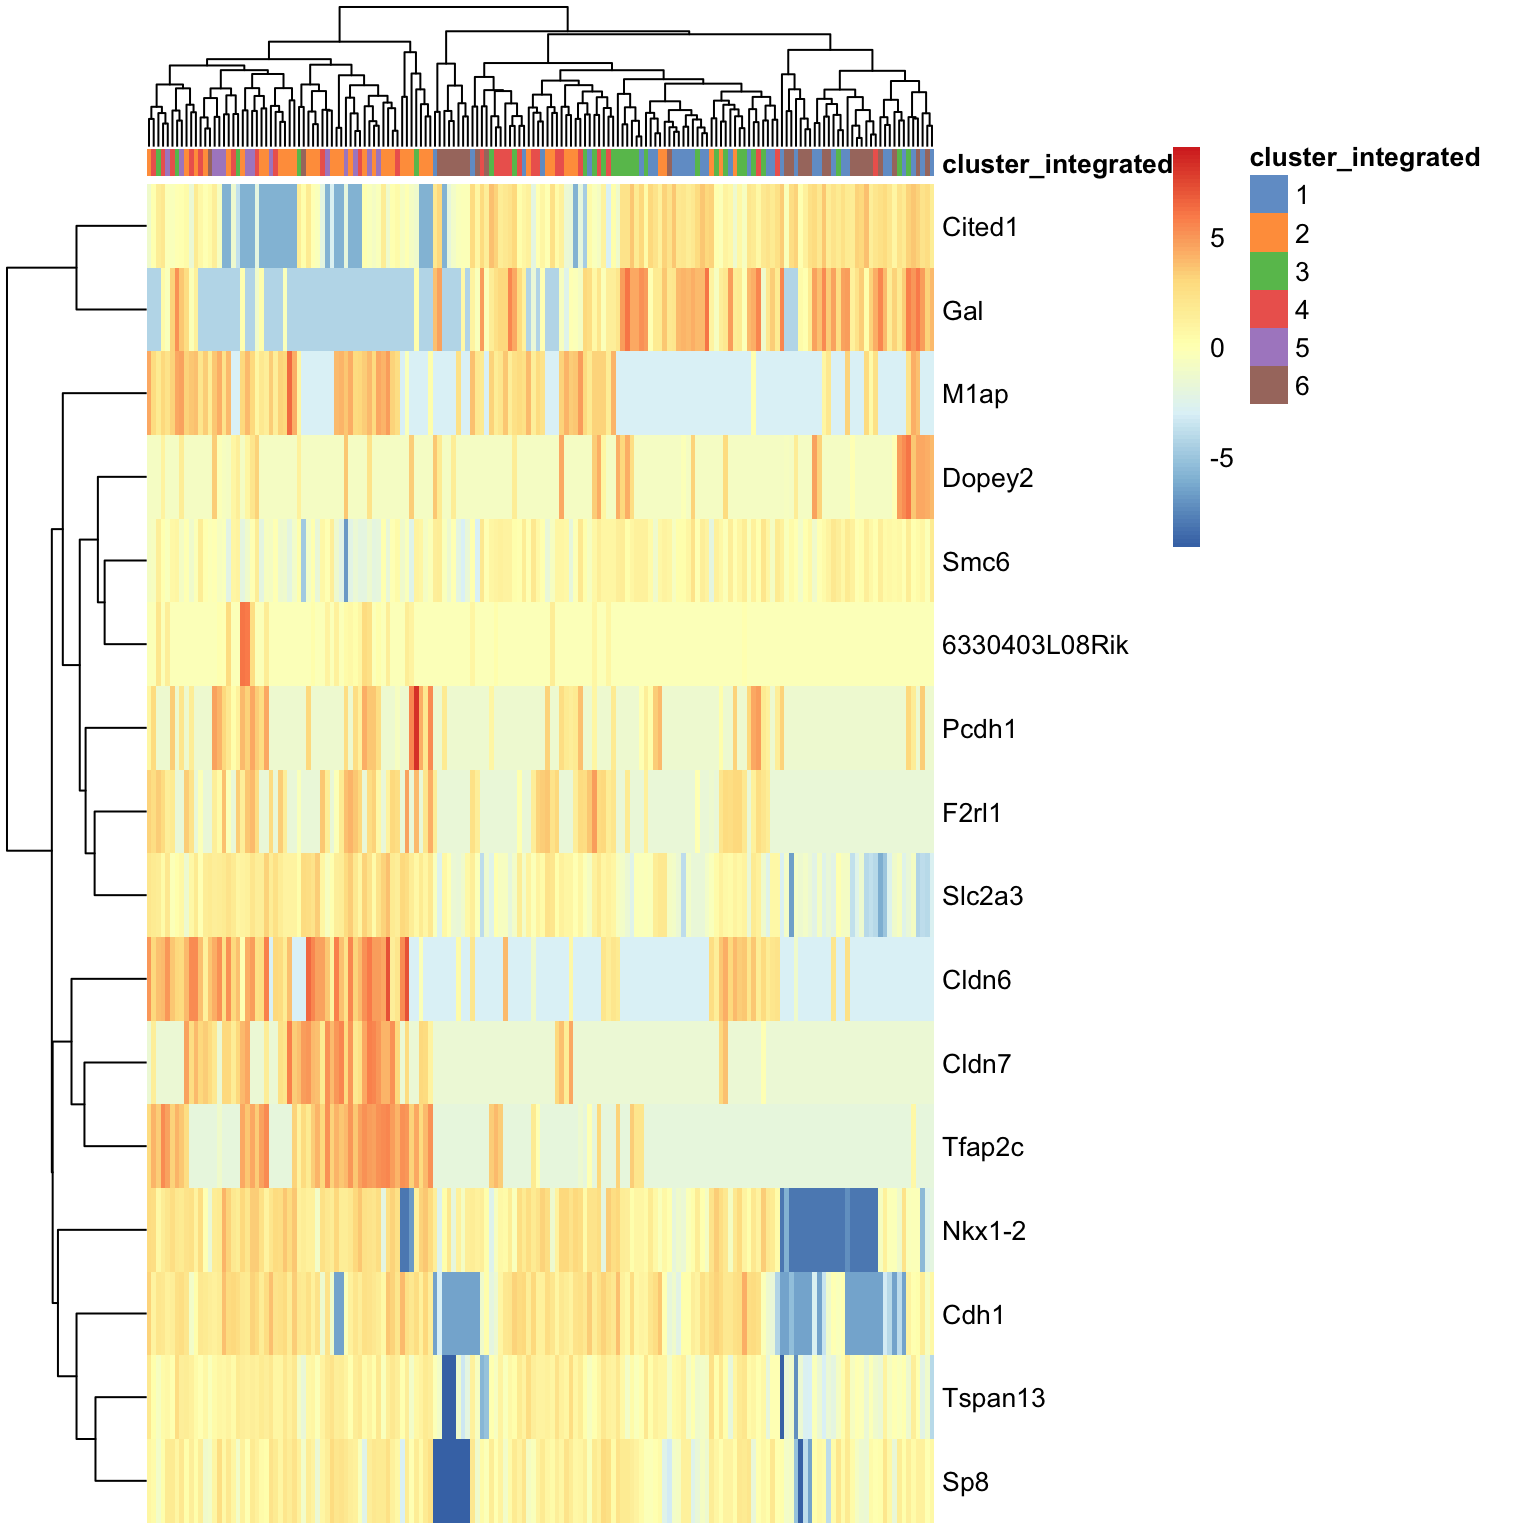 cluster_integrated
cluster_integrated
5
0
-5
1
2
3
4
5
6
Cited1
Gal
M1ap
Dopey2
Smc6
6330403L08Rik
Pcdh1
F2rl1
Slc2a3
Cldn6
Cldn7
Tfap2c
Nkx1-2
Cdh1
Tspan13
Sp8